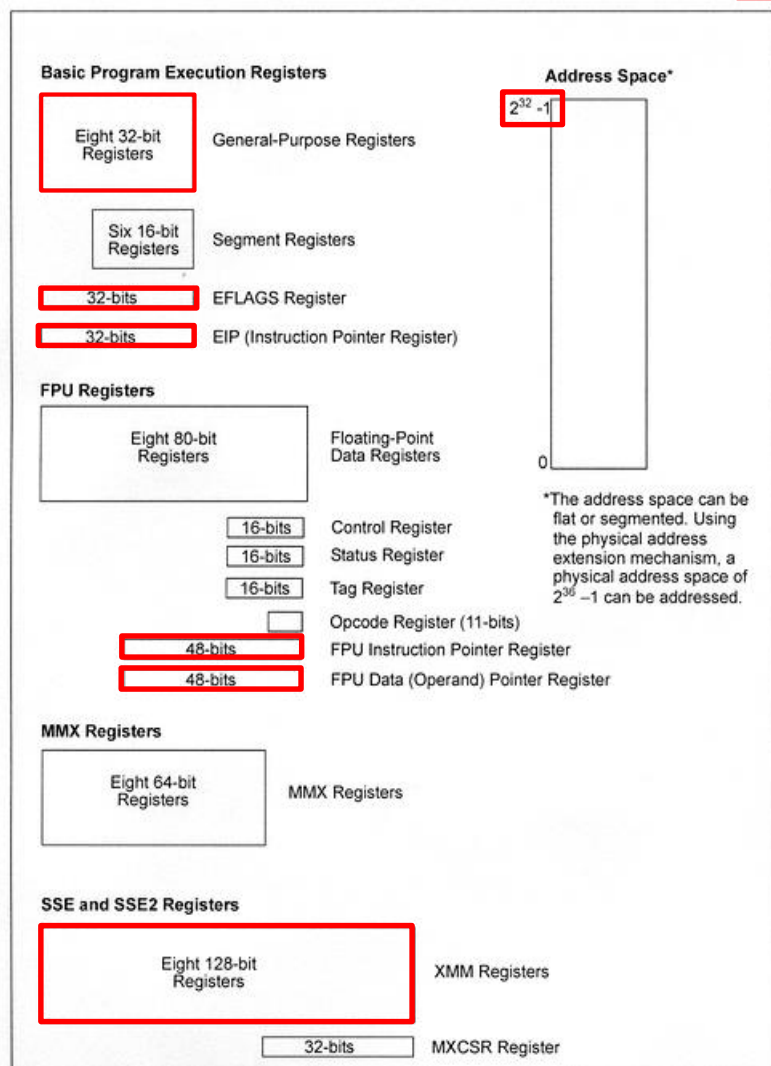 Basic Program Execution Registers
Address Space*
2^32 -1
Eight 32-bit
Registers
General-Purpose Registers
Six 16-bit
Registers
Segment Registers
32-bits
EFLAGS Register
32-bits
EIP (Instruction Pointer Register)
FPU Registers
Eight 80-bit
Registers
Floating-Point
Data Registers
0
*The address space can be
flat or segmented. Using
the physical address
extension mechanism, a
physical address space of
2^36 –1 can be addressed.
16-bits
Control Register
16-bits
Status Register
16-bits
Tag Register
Opcode Register (11-bits)
48-bits
FPU Instruction Pointer Register
48-bits
FPU Data (Operand) Pointer Register
MMX Registers
Eight 64-bit
Registers
MMX Registers
SSE and SSE2 Registers
Eight 128-bit
Registers
XMM Registers
32-bits
MXCSR Register